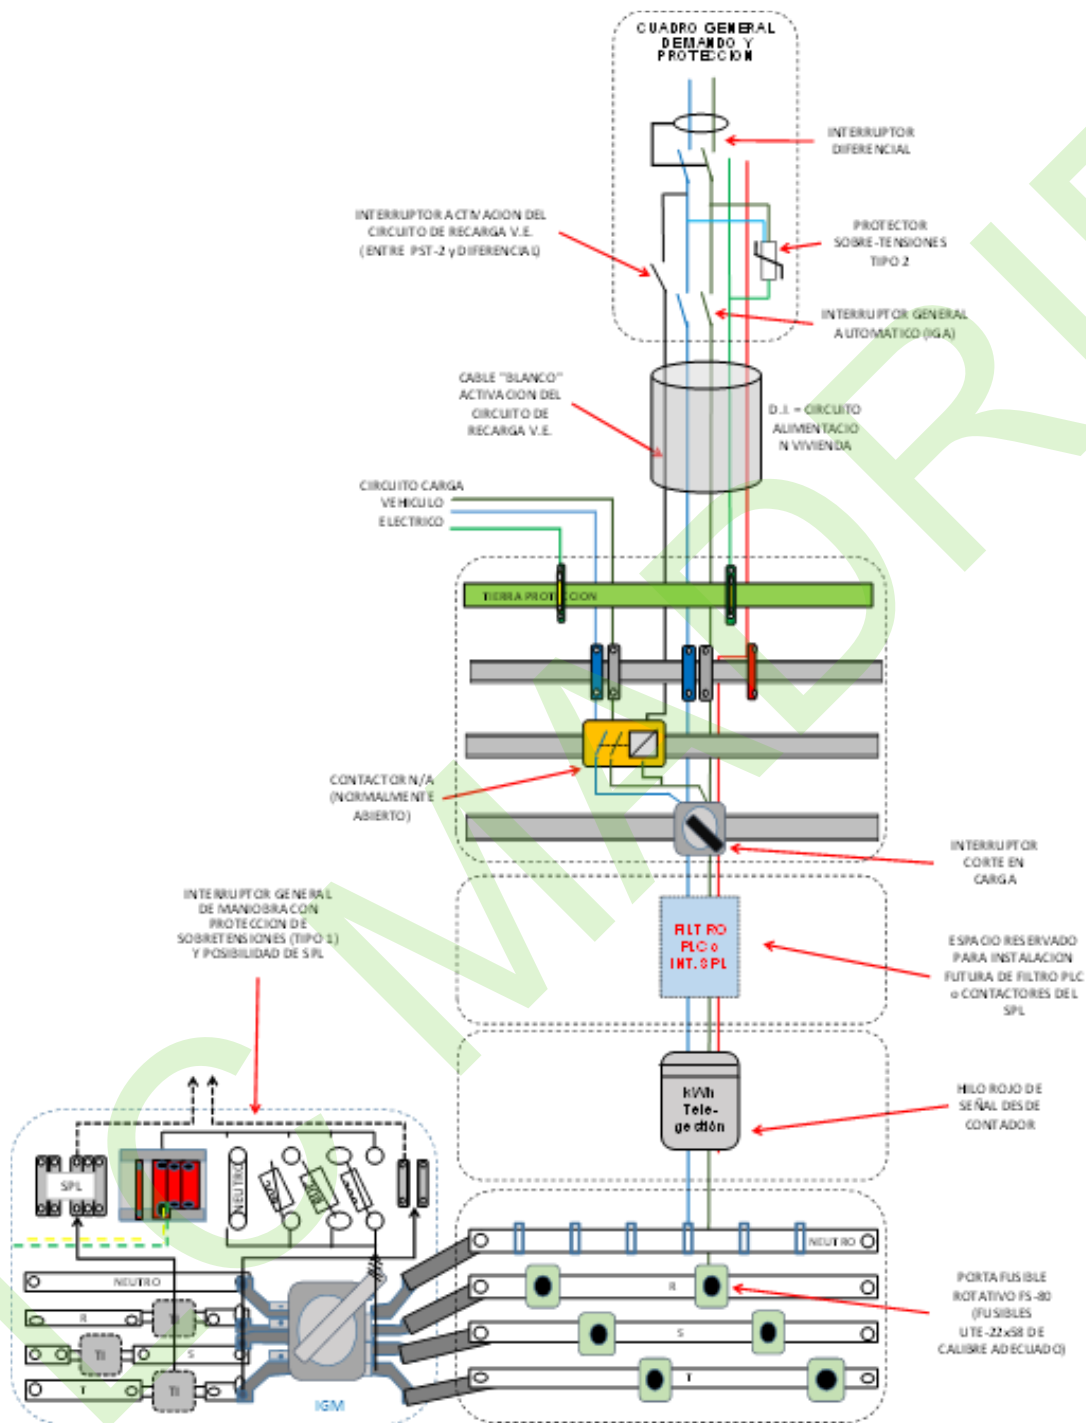 CUADRO GENERAL
DEMANDO Y
PROTECCION
INTERRUPTOR
DIFERENCIAL
INTERRUPTOR ACTIVACION DEL
CIRCUITO DE RECARGA V.E.
(ENTRE PST-2 y DIFERENCIAL)
PROTECTOR
SOBRE-TENSIONES
TIPO 2
INTERRUPTOR GENERAL
AUTOMATICO (IGA)
CABLE "BLANCO"
ACTIVACION DEL
CIRCUITO DE
RECARGA V.E.
D.I. = CIRCUITO
ALIMENTACIO
N VIVIENDA
CIRCUITO CARGA
VEHICULO
ELECTRICO
TIERRA PROTECCION
CONTACTOR N/A
(NORMALMENTE
ABIERTO)
INTERRUPTOR
CORTE EN
CARGA
INTERRUPTOR GENERAL
DE MANIOBRA CON
PROTECCION DE
SOBRETENSIONES (TIPO 1)
Y POSIBILIDAD DE SPL
FILTRO
PLC o
INT. SPL
ESPACIO RESERVADO
PARA INSTALACION
FUTURA DE FILTRO PLC
o CONTACTORES DEL
SPL
kWh
Tele-
gestión
HILO ROJO DE
SEÑAL DESDE
CONTADOR
SPL
NEUTRO
NEUTRO
NEUTRO
R
TI
R
S
TI
S
T
TI
T
IGM
PORTA FUSIBLE
ROTATIVO FS-80
(FUSIBLES
UTE-22x58 DE
CALIBRE ADECUADO)
LC MADRI